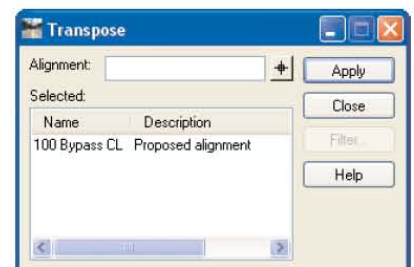 Transpose
Alignment:
Apply
Selected:
Close
Name Description
Filter...
100 Bypass CL Proposed alignment
Help